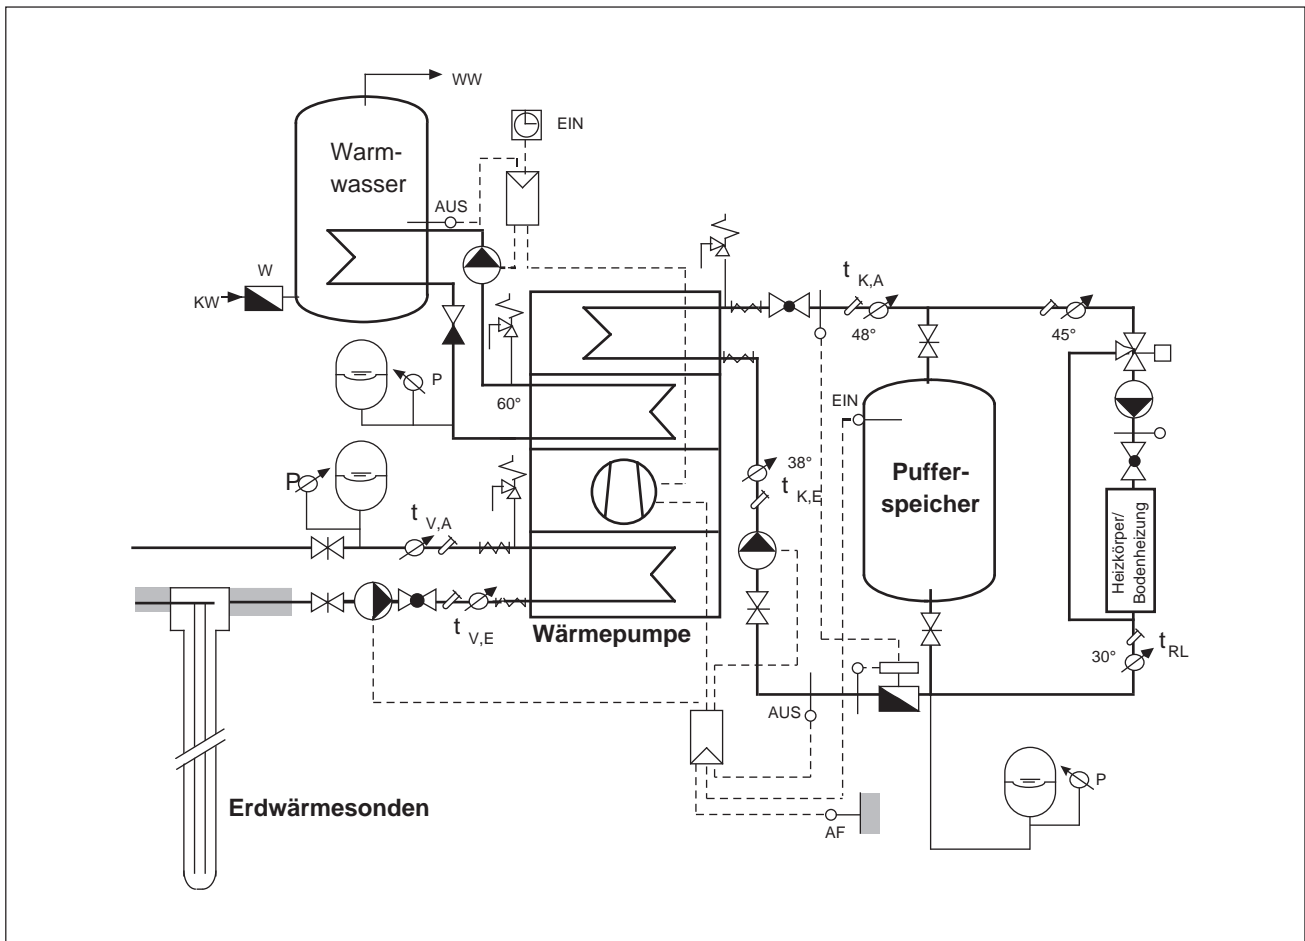 WW
EIN
Warm-
wasser
AUS
W
KW
t K,A
48°
45°
P
60°
EIN
38°
t K,E
Puffer-
speicher
Heizkörper/
Bodenheizung
P
t V,A
t V,E
Wärmepumpe
30°
t RL
AUS
P
Erdwärmesonden
AF